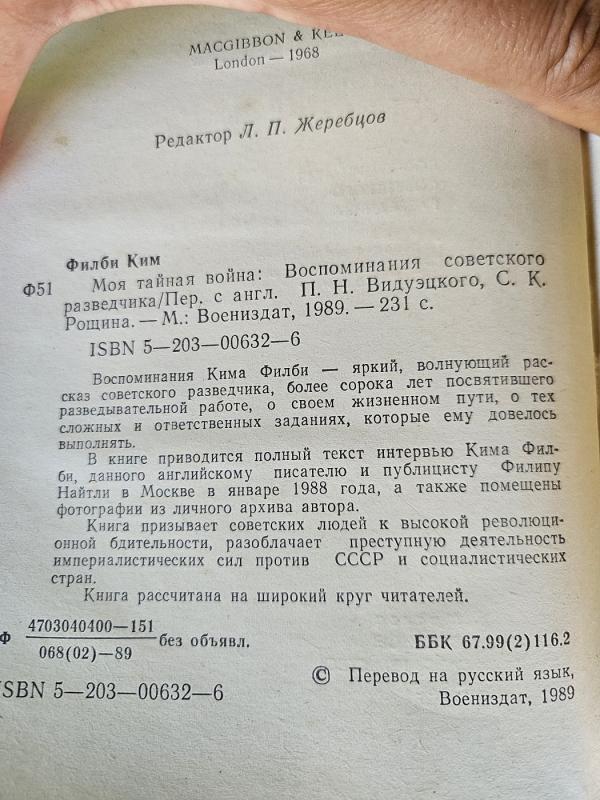 MACGIBBON & KEE
London — 1968
Редактор Л. П. Жеребцов
Филби Ким
Ф51 Моя тайная война: Воспоминания советского
разведчика/Пер. с англ. П. Н. Видуэцкого, С. К.
Рощина. — М.: Воениздат, 1989. — 231 с.
ISBN 5—203—00632—6
Воспоминания Кима Филби — яркий, волнующий рас-
сказ советского разведчика, более сорока лет посвятившего
разведывательной работе, о своем жизненном пути, о тех
сложных и ответственных заданиях, которые ему довелось
выполнять.
В книге приводится полный текст интервью Кима Фил-
би, данного английскому писателю и публицисту Филипу
Найтли в Москве в январе 1988 года, а также помещены
фотографии из личного архива автора.
Книга призывает советских людей к высокой революци-
онной бдительности, разоблачает преступную деятельность
империалистических сил против СССР и социалистических
стран.
Книга рассчитана на широкий круг читателей.
Ф 4703040400—151 без объявл.
068(02)—89
ББК 67.99(2)116.2
ISBN 5—203—00632—6
© Перевод на русский язык,
Воениздат, 1989